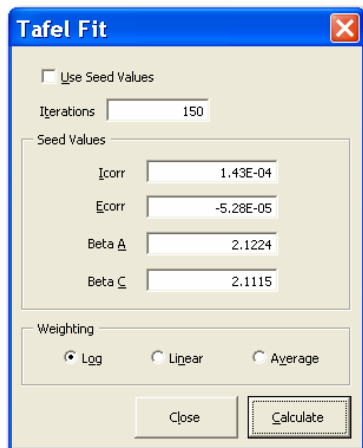 Tafel Fit
Use Seed Values
Iterations 150
Seed Values
Icorr 1.43E-04
Ecorr -5.28E-05
Beta A 2.1224
Beta C 2.1115
Weighting
Log Linear Average
Close Calculate